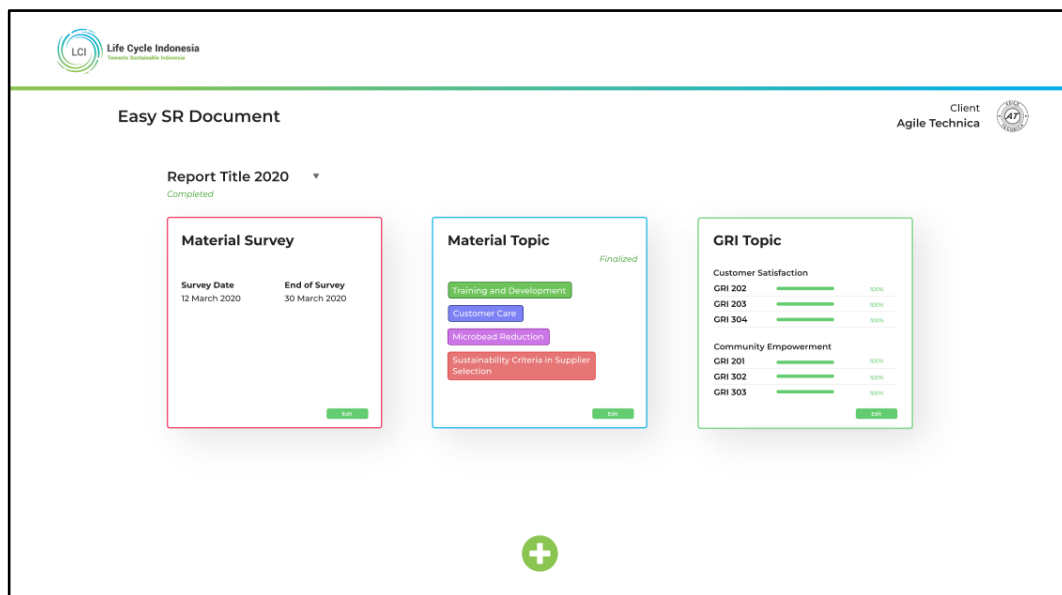 LCI
Life Cycle Indonesia
Towards Sustainable Indonesia
Easy SR Document
Client
Agile Technica
AGILE
AT
TECHNICA
Report Title 2020
Completed
Material Survey
Survey Date
End of Survey
12 March 2020
30 March 2020
Edit
Material Topic
Finalized
Training and Development
Customer Care
Microbead Reduction
Sustainability Criteria in Supplier
Selection
Edit
GRI Topic
Customer Satisfaction
GRI 202 100%
GRI 203 100%
GRI 304 100%
Community Empowerment
GRI 201 100%
GRI 302 100%
GRI 303 100%
Edit